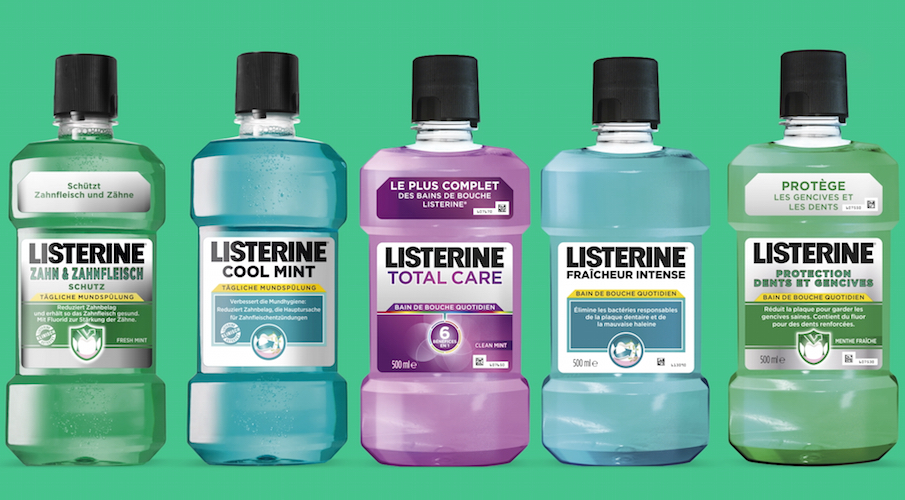 Schützt
Zahnfleisch und Zähne
LISTERINE
ZAHN & ZAHNFLEISCH
SCHUTZ
TÄGLICHE MUNDSPÜLUNG
Reduziert Zahnbelag
und erhält so das Zahnfleisch gesund.
Mit Fluorid zur Stärkung der Zähne.
FRESH MINT
LISTERINE
COOL MINT
TÄGLICHE MUNDSPÜLUNG
Verbessert die Mundhygiene:
Reduziert Zahnbelag, die Hauptursache
für Zahnfleischentzündungen
LE PLUS COMPLET
DES BAINS DE BOUCHE
LISTERINE®
LISTERINE®
TOTAL CARE
BAIN DE BOUCHE QUOTIDIEN
6
BÉNÉFICES
EN 1
CLEAN MINT
500 ml ℮
LISTERINE®
FRAÎCHEUR INTENSE
BAIN DE BOUCHE QUOTIDIEN
Élimine les bactéries responsables
de la plaque dentaire et de
la mauvaise haleine
500 ml ℮
PROTÈGE
LES GENCIVES ET
LES DENTS
LISTERINE®
PROTECTION
DENTS ET GENCIVES
BAIN DE BOUCHE QUOTIDIEN
Réduit la plaque pour garder les
gencives saines. Contient du fluor
pour des dents renforcées.
MENTHE FRAÎCHE
500 ml ℮